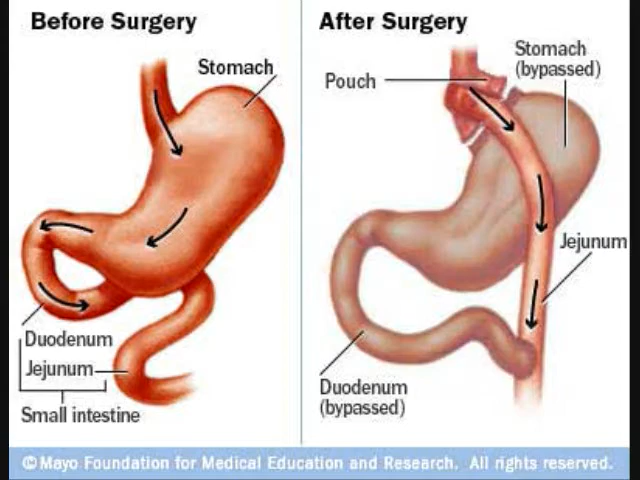 Before Surgery
Stomach
Duodenum
Jejunum
Small intestine
After Surgery
Pouch
Stomach
(bypassed)
Jejunum
Duodenum
(bypassed)
©Mayo Foundation for Medical Education and Research. All rights reserved.